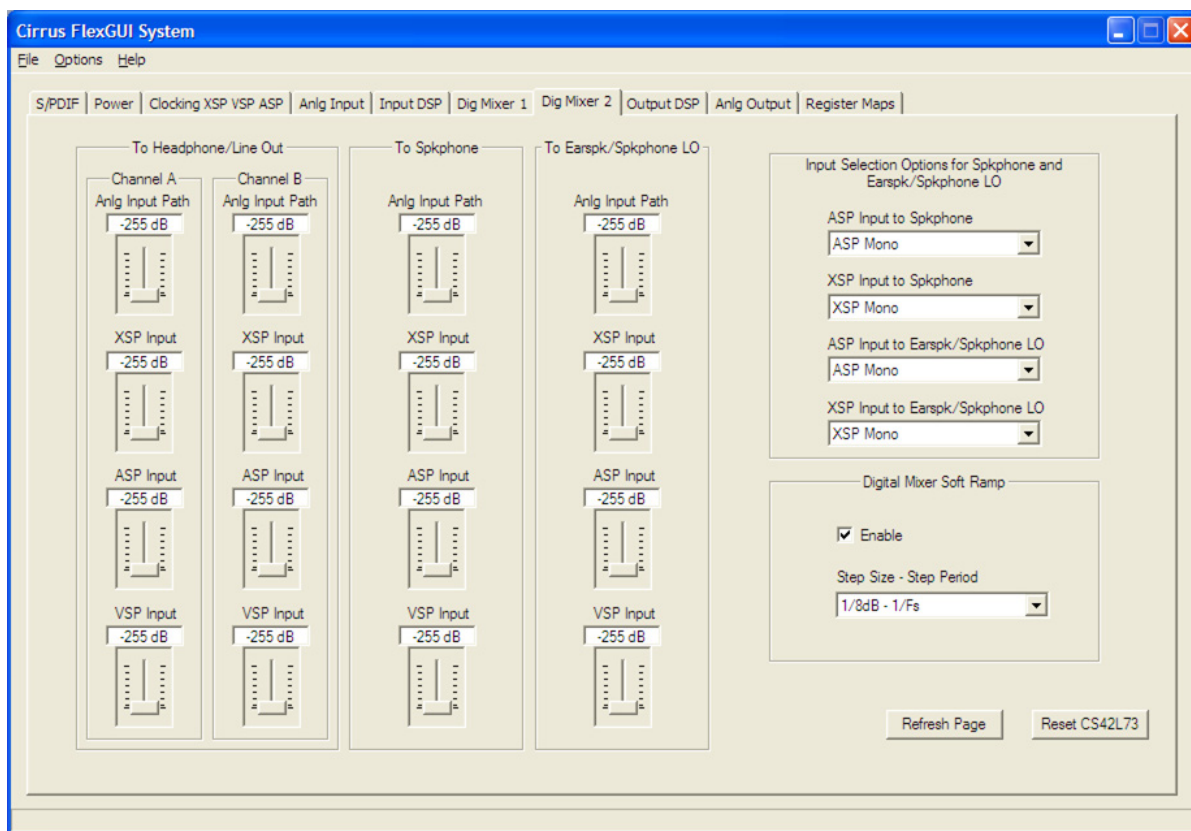 Cirrus FlexGUI System
File Options Help
S/PDIF Power Clocking XSP VSP ASP Anlg Input Input DSP Dig Mixer 1 Dig Mixer 2 Output DSP Anlg Output Register Maps
To Headphone/Line Out
Channel A
Anlg Input Path
-255 dB
XSP Input
-255 dB
ASP Input
-255 dB
VSP Input
-255 dB
Channel B
Anlg Input Path
-255 dB
XSP Input
-255 dB
ASP Input
-255 dB
VSP Input
-255 dB
To Spkphone
Anlg Input Path
-255 dB
XSP Input
-255 dB
ASP Input
-255 dB
VSP Input
-255 dB
To Earspk/Spkphone LO
Anlg Input Path
-255 dB
XSP Input
-255 dB
ASP Input
-255 dB
VSP Input
-255 dB
Input Selection Options for Spkphone and
Earspk/Spkphone LO
ASP Input to Spkphone
ASP Mono
XSP Input to Spkphone
XSP Mono
ASP Input to Earspk/Spkphone LO
ASP Mono
XSP Input to Earspk/Spkphone LO
XSP Mono
Digital Mixer Soft Ramp
Enable
Step Size - Step Period
1/8dB - 1/Fs
Refresh Page
Reset CS42L73